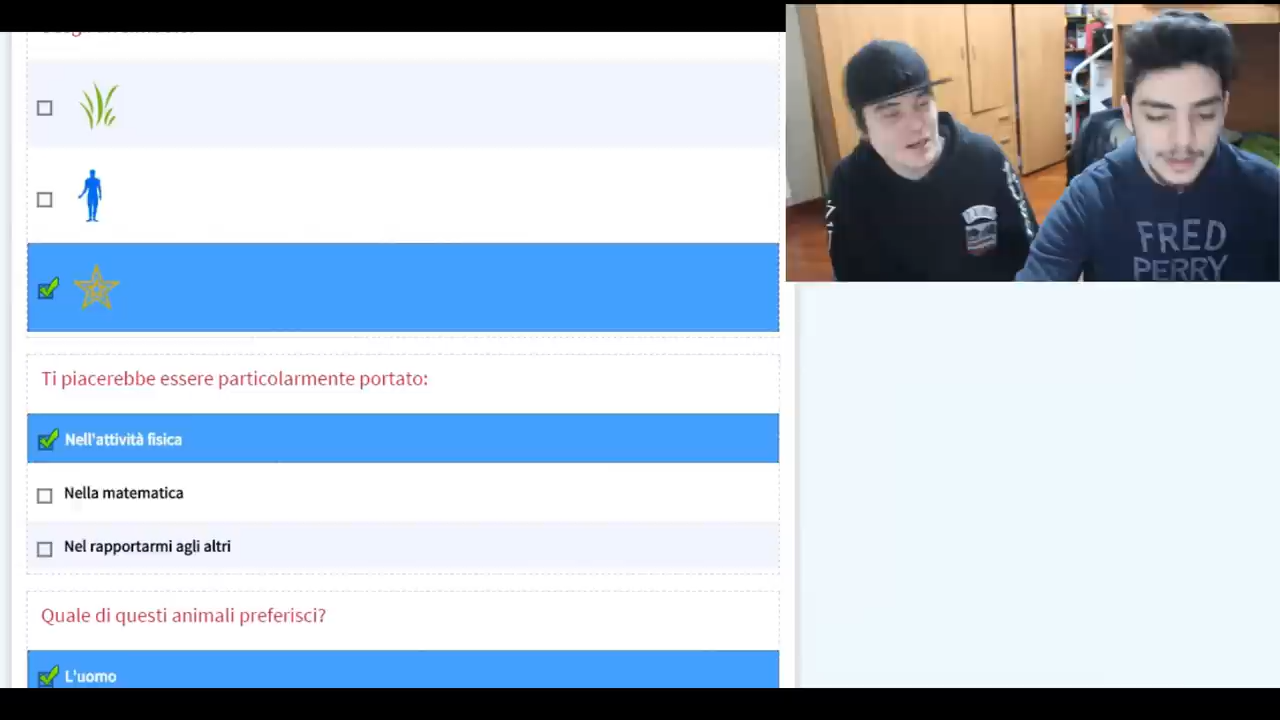 Ti piacerebbe essere particolarmente portato:
Nell'attività fisica
Nella matematica
Nel rapportarmi agli altri
Quale di questi animali preferisci?
L'uomo
FRED
PERRY